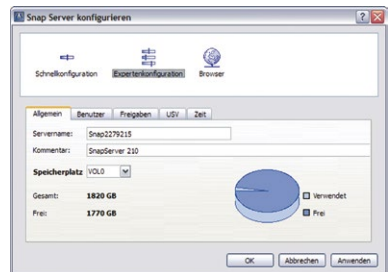 Snap Server konfigurieren
Schnellkonfiguration
Expertenkonfiguration
Browser
Allgemein
Benutzer
Freigaben
USV
Zeit
Servername: Snap2279215
Kommentar: SnapServer 210
Speicherplatz VOL0
Gesamt: 1820 GB
Frei: 1770 GB
Verwendet
Frei
OK
Abbrechen
Anwenden